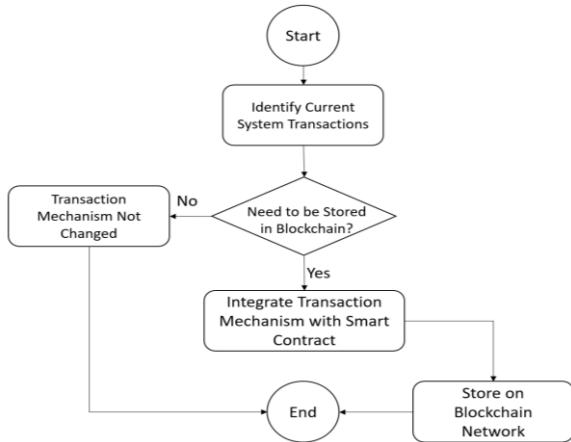 Start
Identify Current
System Transactions
Need to be Stored
in Blockchain?
No
Transaction
Mechanism Not
Changed
Yes
Integrate Transaction
Mechanism with Smart
Contract
Store on
Blockchain
Network
End